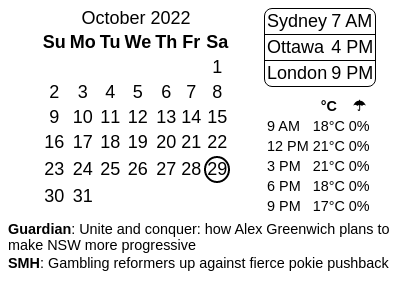 October 2022
Su Mo Tu We Th Fr Sa
1
2 3 4 5 6 7 8
9 10 11 12 13 14 15
16 17 18 19 20 21 22
23 24 25 26 27 28 29
30 31
Sydney 7 AM
Ottawa 4 PM
London 9 PM
°C ☂
9 AM 18°C 0%
12 PM 21°C 0%
3 PM 21°C 0%
6 PM 18°C 0%
9 PM 17°C 0%
Guardian: Unite and conquer: how Alex Greenwich plans to
make NSW more progressive
SMH: Gambling reformers up against fierce pokie pushback